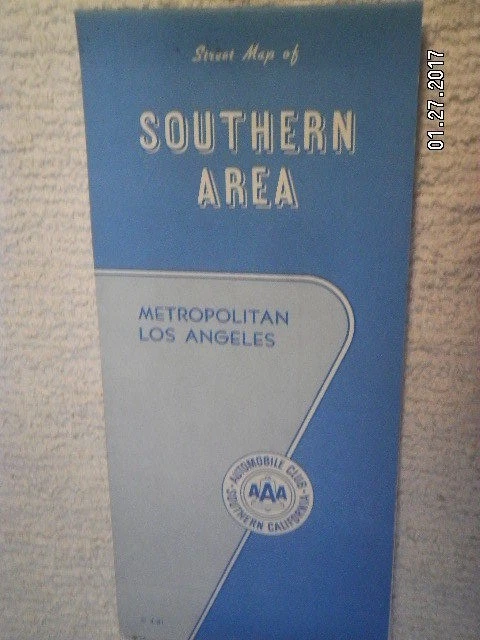 Street Map of
SOUTHERN
AREA
METROPOLITAN
LOS ANGELES
AUTOMOBILE CLUB
AAA
SOUTHERN CALIFORNIA
01.27.2017